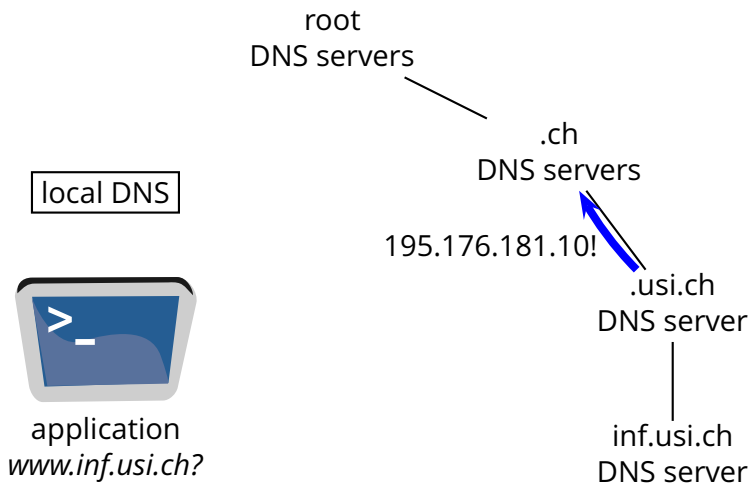 root
DNS servers
.ch
DNS servers
local DNS
195.176.181.10!
.usi.ch
DNS server
>_
application
www.inf.usi.ch?
inf.usi.ch
DNS server